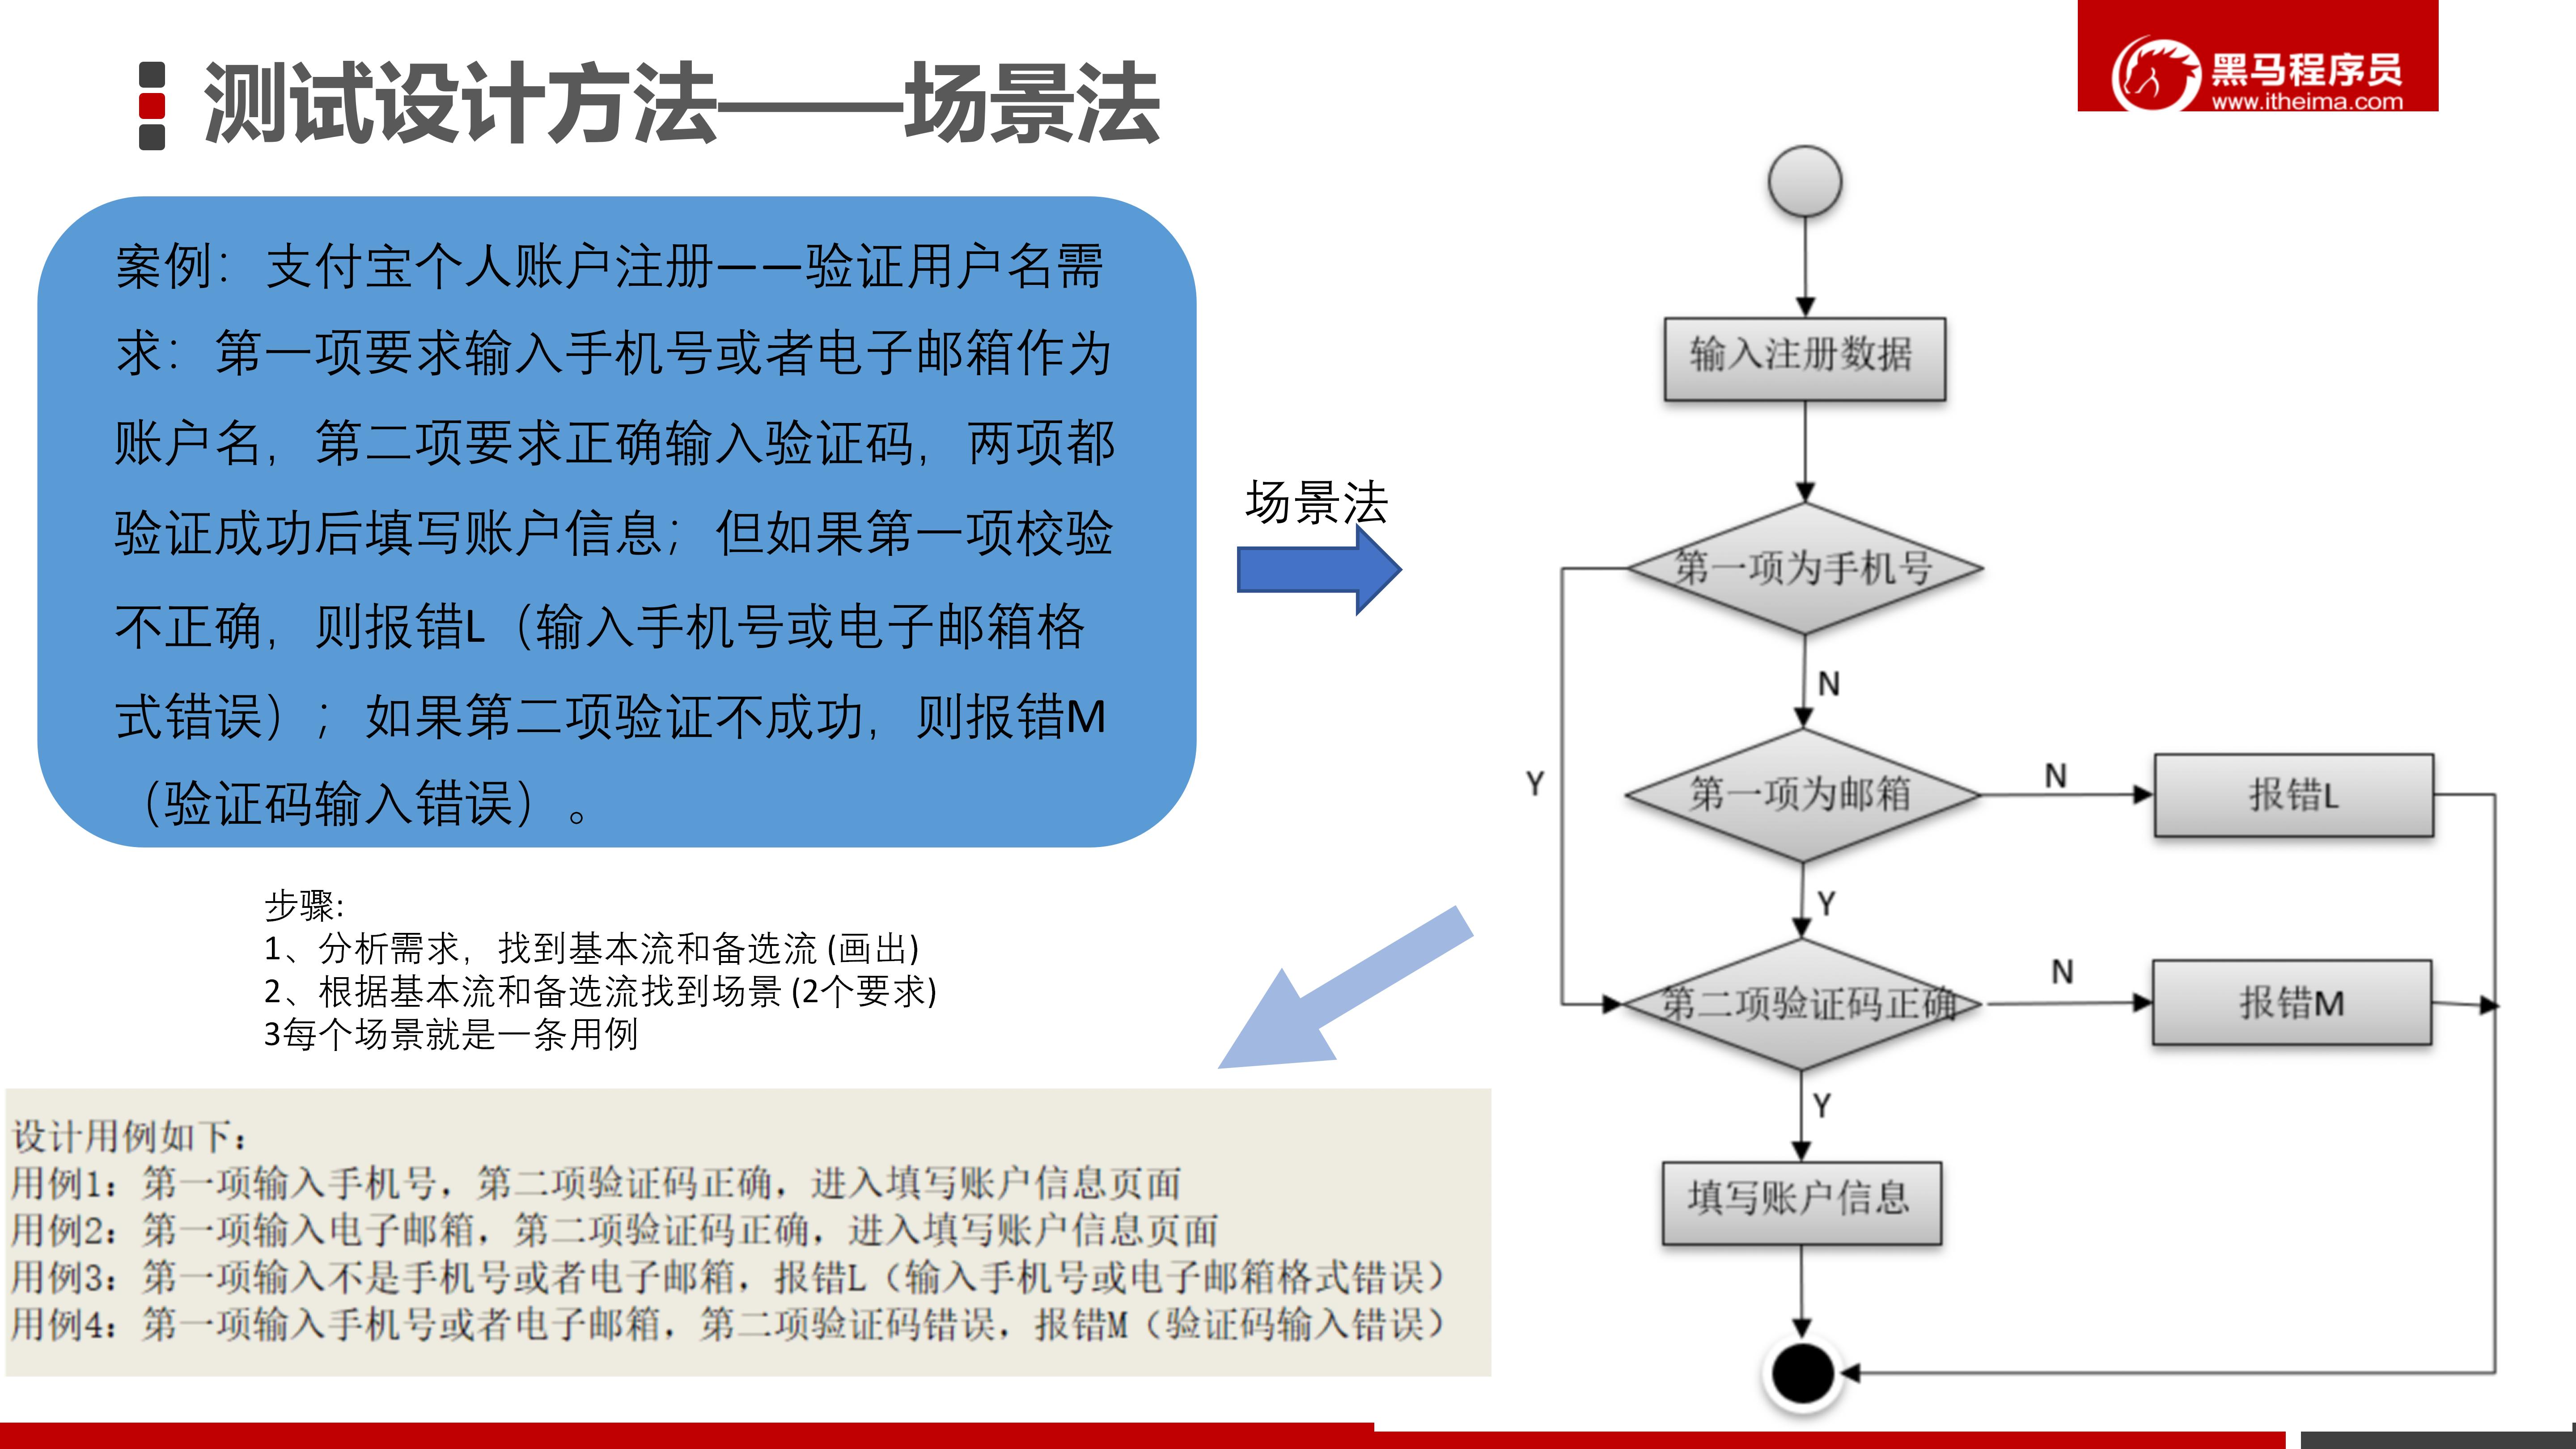 测试设计方法——场景法
黑马程序员
www.itheima.com
案例：支付宝个人账户注册——验证用户名需
求：第一项要求输入手机号或者电子邮箱作为
账户名，第二项要求正确输入验证码，两项都
验证成功后填写账户信息；但如果第一项校验
不正确，则报错L（输入手机号或电子邮箱格
式错误）；如果第二项验证不成功，则报错M
（验证码输入错误）。
场景法
步骤:
1、分析需求，找到基本流和备选流 (画出)
2、根据基本流和备选流找到场景 (2个要求)
3每个场景就是一条用例
设计用例如下：
用例1：第一项输入手机号，第二项验证码正确，进入填写账户信息页面
用例2：第一项输入电子邮箱，第二项验证码正确，进入填写账户信息页面
用例3：第一项输入不是手机号或者电子邮箱，报错L（输入手机号或电子邮箱格式错误）
用例4：第一项输入手机号或者电子邮箱，第二项验证码错误，报错M（验证码输入错误）
输入注册数据
第一项为手机号
N
Y
第一项为邮箱
N
报错L
Y
第二项验证码正确
N
报错M
Y
填写账户信息